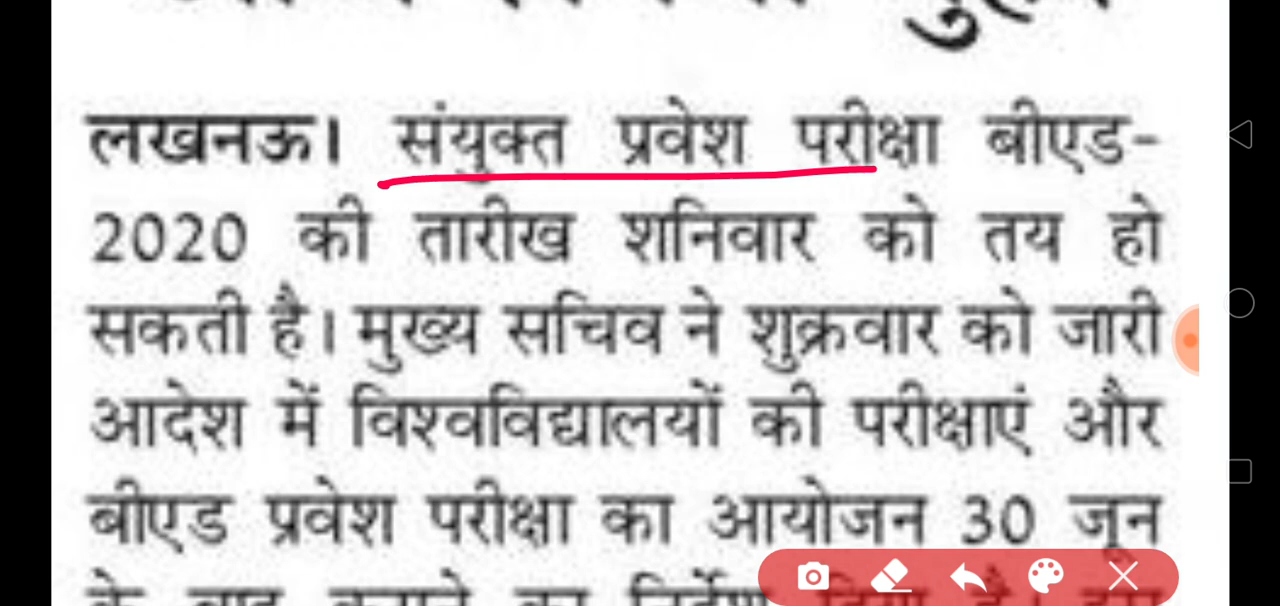 लखनऊ। संयुक्त प्रवेश परीक्षा बीएड-
2020 की तारीख शनिवार को तय हो
सकती है। मुख्य सचिव ने शुक्रवार को जारी
आदेश में विश्वविद्यालयों की परीक्षाएं और
बीएड प्रवेश परीक्षा का आयोजन 30 जून